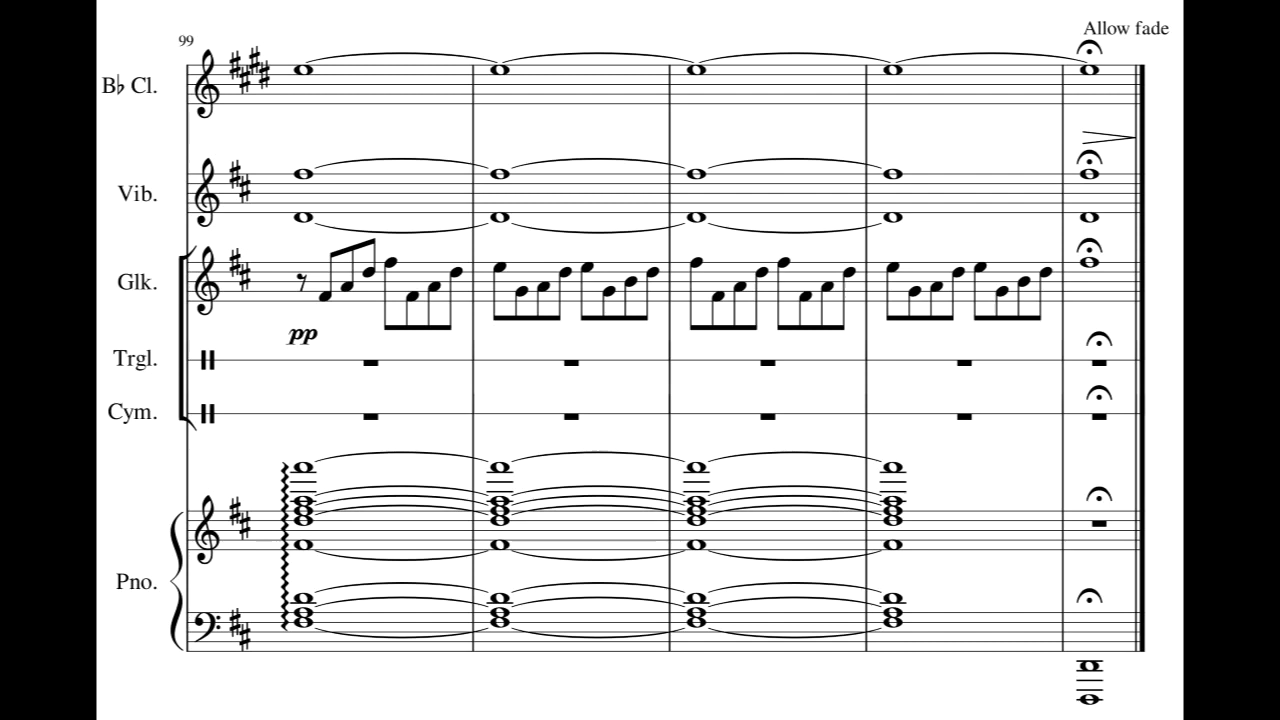 Allow fade
99
B♭ Cl.
Vib.
Glk.
pp
Trgl.
Cym.
Pno.